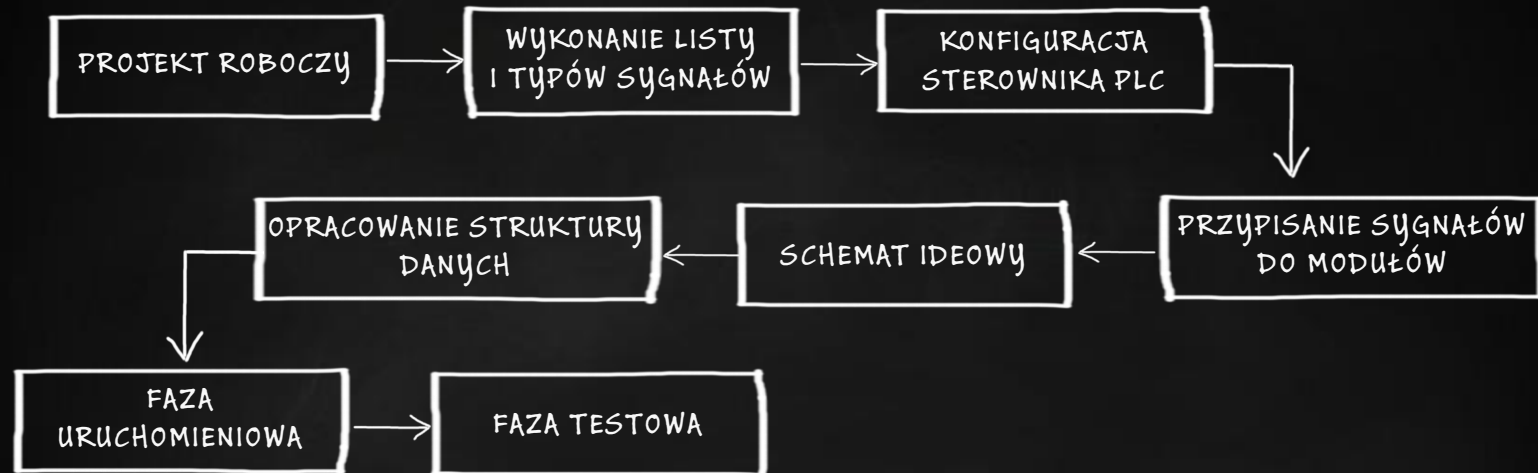 PROJEKT ROBOCZY
WYKONANIE LISTY
I TYPÓW SYGNAŁÓW
KONFIGURACJA
STEROWNIKA PLC
PRZYPISANIE SYGNAŁÓW
DO MODUŁÓW
SCHEMAT IDEOWY
OPRACOWANIE STRUKTURY
DANYCH
FAZA
URUCHOMIENIOWA
FAZA TESTOWA